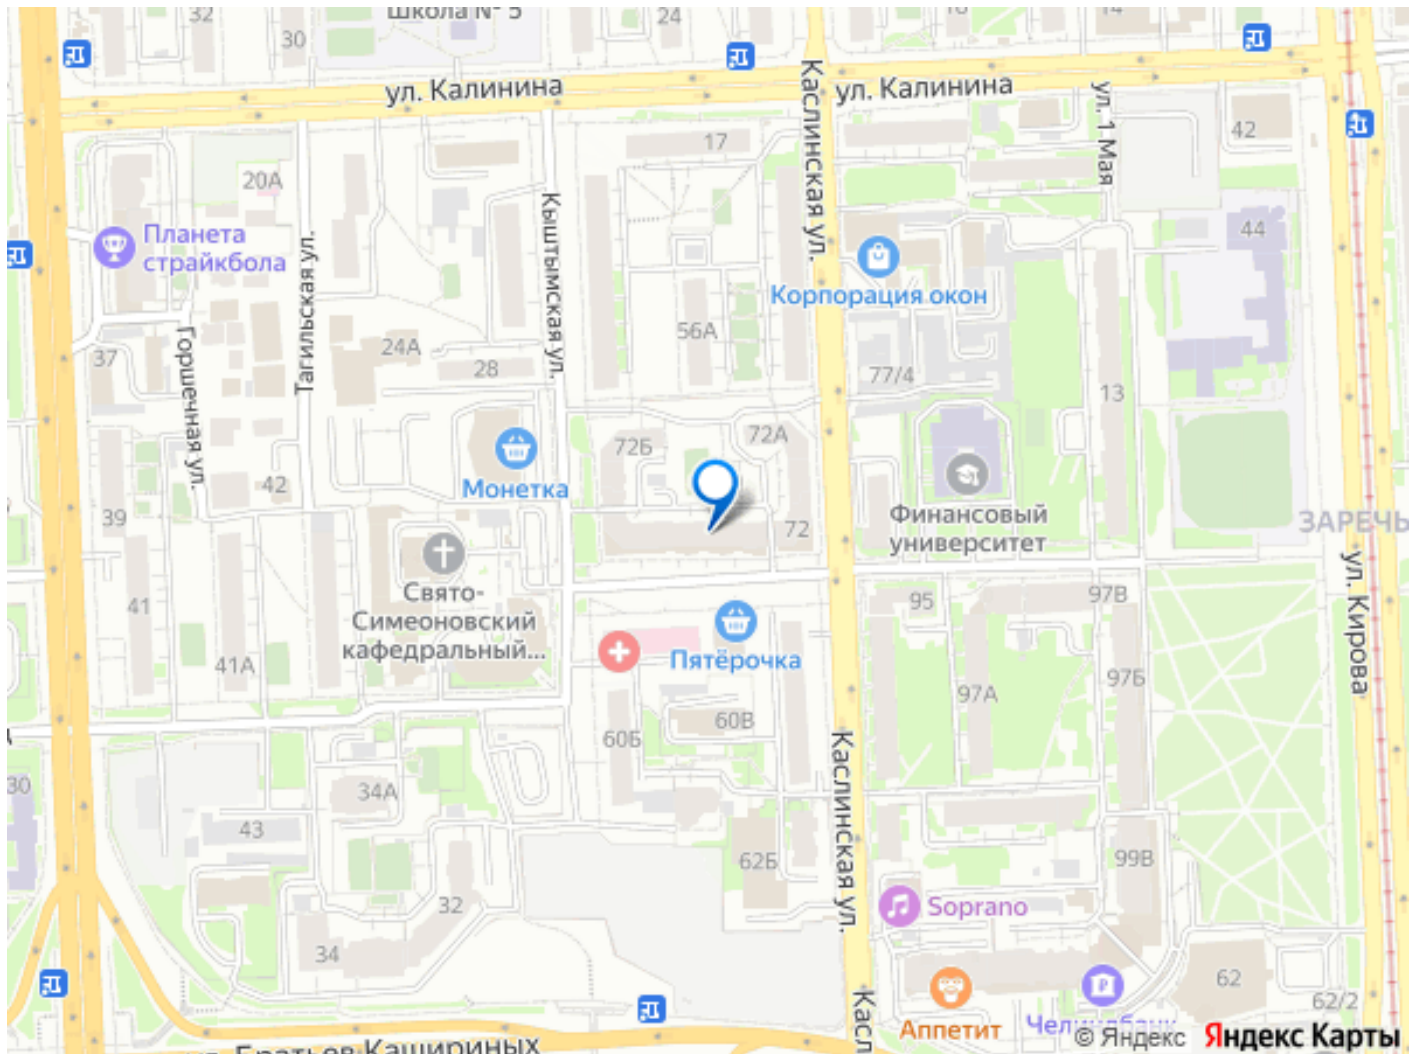 32
Школа № 5
24
30
ул. Калинина
ул. Калинина
Каслинская ул.
ул. 1 Мая
17
42
20А
Кыштымская ул.
Тагильская ул.
Планета
страйкбола
44
Корпорация окон
Горшечная ул.
37
24А
28
56А
77/4
13
72Б
72А
Монетка
42
39
72
Финансовый
университет
ЗАРЕЧЬ
ул. Кирова
Свято-
Симеоновский
кафедральный...
41
95
97В
41А
Пятёрочка
97А
97Б
60В
60Б
Каслинская ул.
30
34А
43
62Б
99В
32
Soprano
34
62
62/2
Касл
Аппетит
Братьев Кашириных
© Яндекс
Яндекс Карты